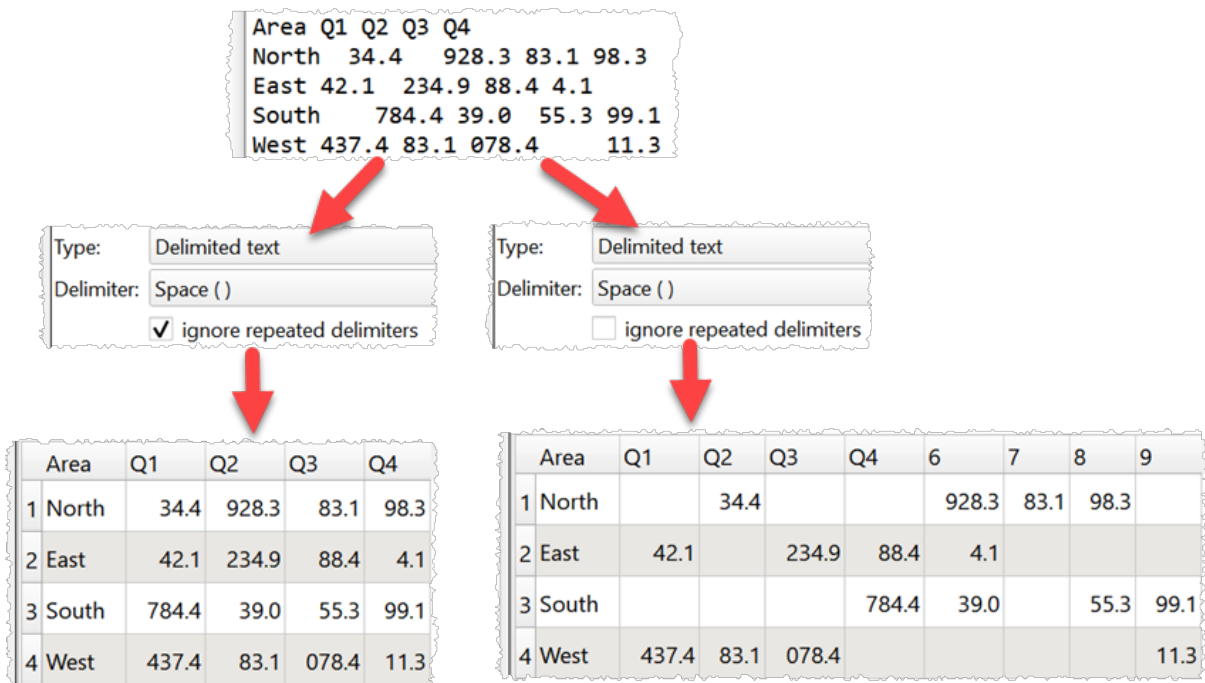 Area Q1 Q2 Q3 Q4
North  34.4   928.3 83.1 98.3
East 42.1  234.9 88.4 4.1
South    784.4 39.0  55.3 99.1
West 437.4 83.1 078.4     11.3
Type: Delimited text
Delimiter: Space ( )
✓ ignore repeated delimiters
Type: Delimited text
Delimiter: Space ( )
ignore repeated delimiters
Area Q1 Q2 Q3 Q4
1 North 34.4 928.3 83.1 98.3
2 East 42.1 234.9 88.4 4.1
3 South 784.4 39.0 55.3 99.1
4 West 437.4 83.1 078.4 11.3
Area Q1 Q2 Q3 Q4 6 7 8 9
1 North 34.4 928.3 83.1 98.3
2 East 42.1 234.9 88.4 4.1
3 South 784.4 39.0 55.3 99.1
4 West 437.4 83.1 078.4 11.3